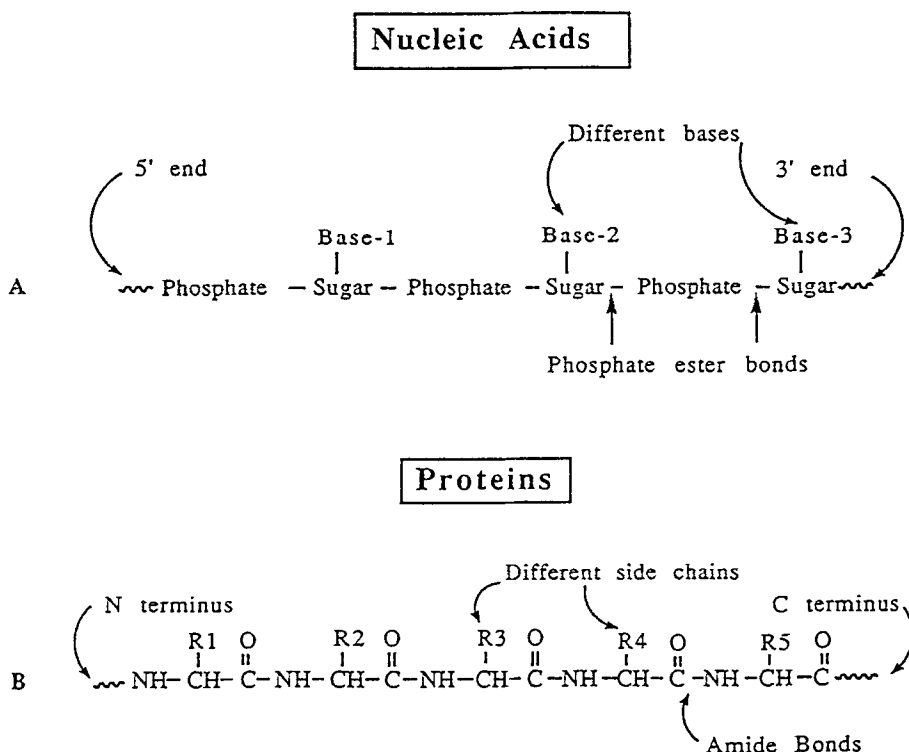 Nucleic Acids
Different bases
5' end
3' end
Base-1 Base-2 Base-3
A
Phosphate – Sugar – Phosphate – Sugar – Phosphate – Sugar
Phosphate ester bonds
Proteins
Different side chains
N terminus
C terminus
R1 O R2 O R3 O R4 O R5 O
B
NH–CH–C–NH–CH–C–NH–CH–C–NH–CH–C–NH–CH–C
Amide Bonds